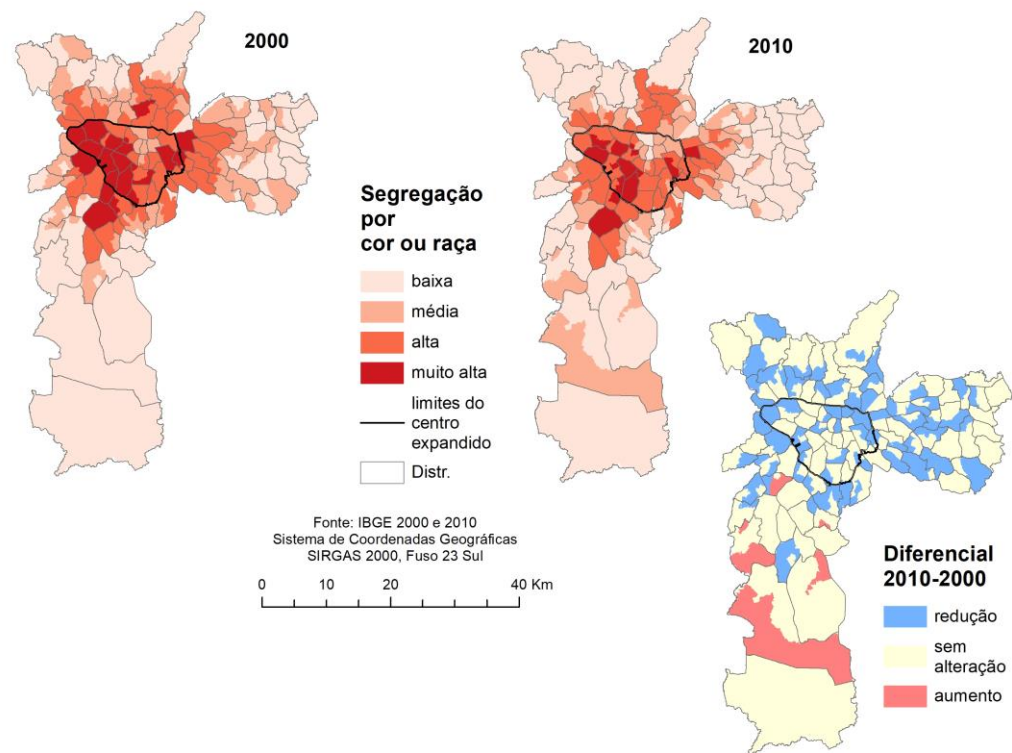 2000
2010
Segregação
por
cor ou raça
baixa
média
alta
muito alta
limites do
centro
expandido
Distr.
Fonte: IBGE 2000 e 2010
Sistema de Coordenadas Geográficas
SIRGAS 2000, Fuso 23 Sul
0 10 20 40 Km
Diferencial
2010-2000
redução
sem
alteração
aumento